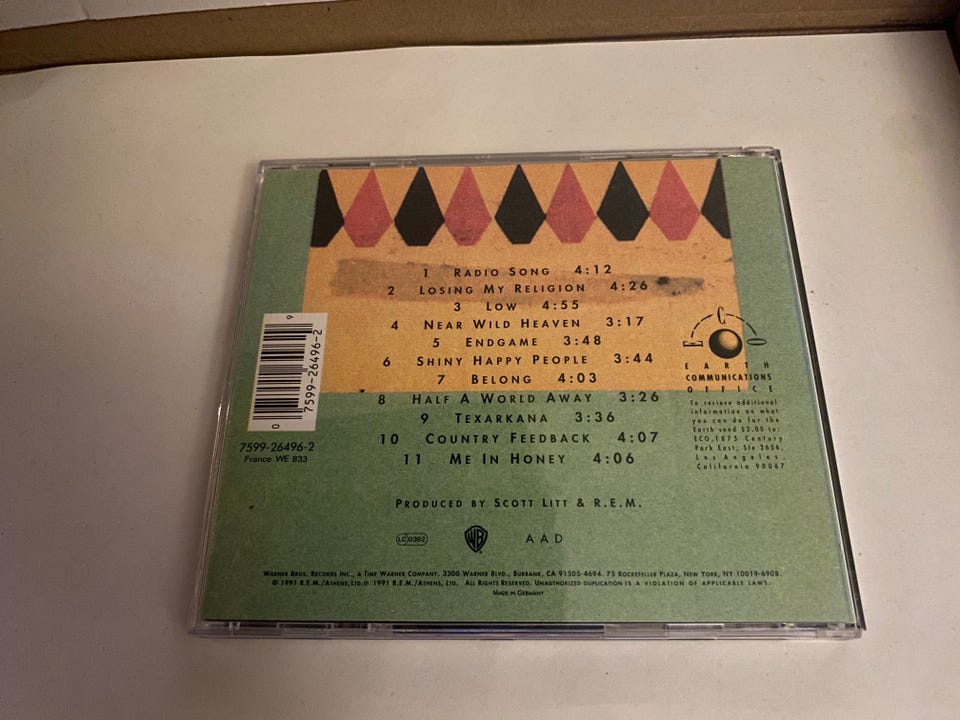 1 Radio Song 4:12
2 Losing My Religion 4:26
3 Low 4:55
4 Near Wild Heaven 3:17
5 Endgame 3:48
6 Shiny Happy People 3:44
7 Belong 4:03
8 Half A World Away 3:26
9 Texarkana 3:36
10 Country Feedback 4:07
11 Me In Honey 4:06
Produced by Scott Litt & R.E.M.
LC 0392
WB
AAD
Warner Bros. Records Inc., a Time Warner Company. 3300 Warner Blvd., Burbank, CA 91505-4694. 75 Rockefeller Plaza, New York, NY 10019-6908.
© 1991 R.E.M./Athens, Ltd. ℗ 1991 R.E.M./Athens, Ltd. All Rights Reserved. Unauthorized duplication is a violation of applicable laws.
Made in Germany
9
7599-26496-2
0
7599-26496-2
France WE 833
E C O
EARTH
COMMUNICATIONS
OFFICE
To recieve additional
information on what
you can do for the
Earth send $2.00 to:
ECO, 1875 Century
Park East, Ste 2656,
Los Angeles,
California 90067